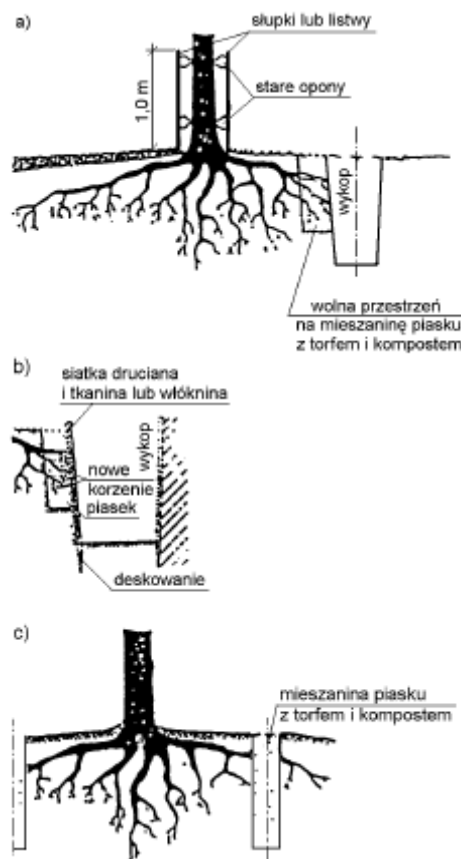 a)
słupki lub listwy
1,0 m
stare opony
wykop
wolna przestrzeń
na mieszaninę piasku
z torfem i kompostem
b)
siatka druciana
i tkanina lub włóknina
wykop
nowe
korzenie
piasek
deskowanie
c)
mieszanina piasku
z torfem i kompostem